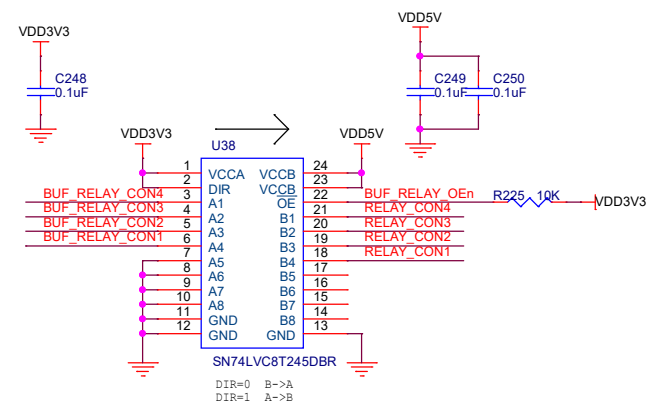 VDD5V
VDD3V3
C248
0.1uF
C249
0.1uF
C250
0.1uF
VDD3V3
U38
VDD5V
1
VCCA
VCCB
24
2
DIR
VCCB
23
BUF_RELAY_CON4
3
A1
OE
22
BUF_RELAY_OEn
R225
10K
VDD3V3
BUF_RELAY_CON3
4
A2
B1
21
RELAY_CON4
BUF_RELAY_CON2
5
A3
B2
20
RELAY_CON3
BUF_RELAY_CON1
6
A4
B3
19
RELAY_CON2
7
A5
B4
18
RELAY_CON1
8
A6
B5
17
9
A7
B6
16
10
A8
B7
15
11
GND
B8
14
12
GND
GND
13
SN74LVC8T245DBR
DIR=0 B->A
DIR=1 A->B